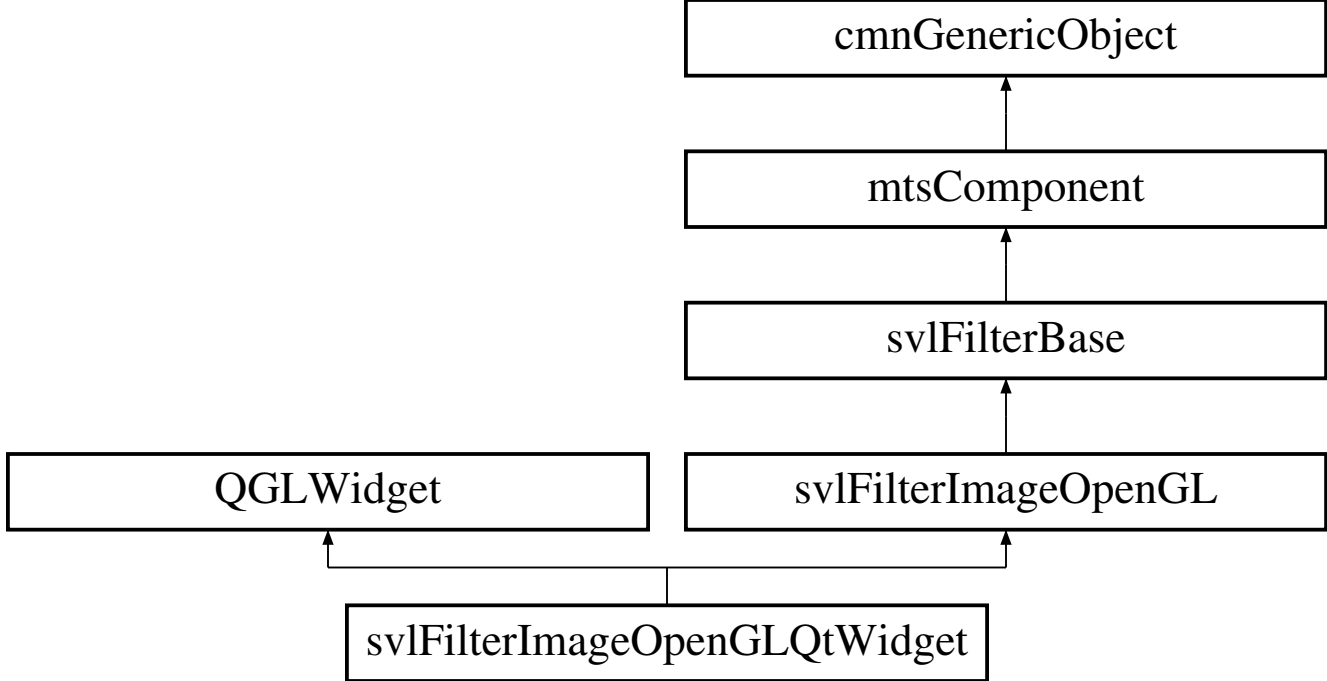 cmnGenericObject
mtsComponent
svlFilterBase
QGLWidget
svlFilterImageOpenGL
svlFilterImageOpenGLQtWidget